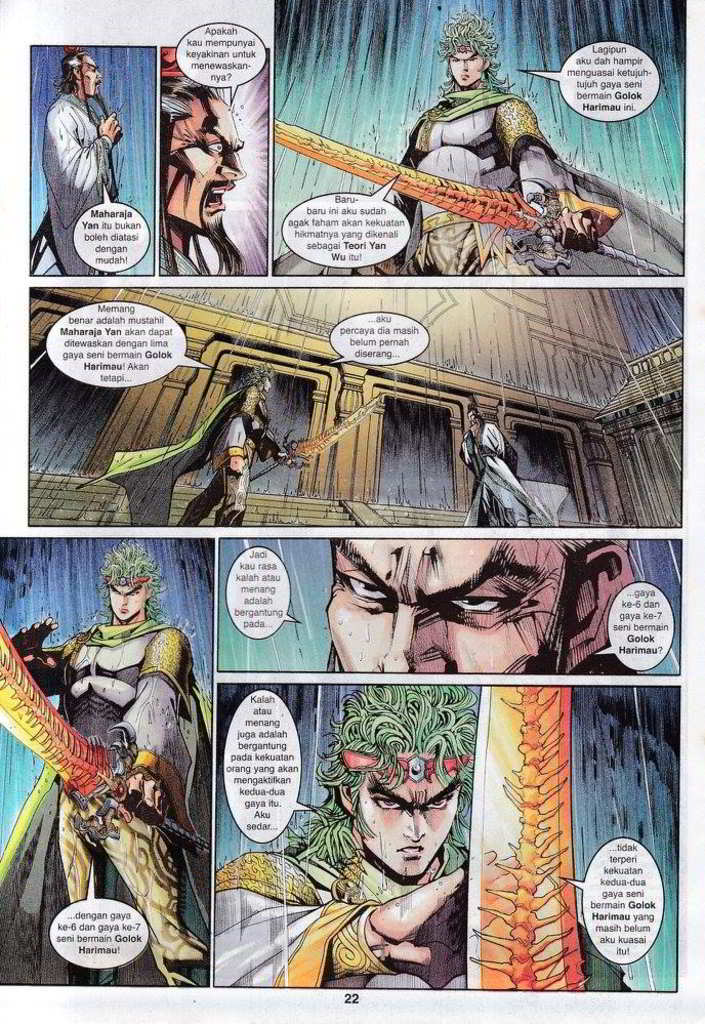 Maharaja
Yan itu bukan
boleh diatasi
dengan
mudah!
Apakah
kau mempunyai
keyakinan untuk
menewaskan-
nya?
Lagipun
aku dah hampir
menguasai ketujuh-
tujuh gaya seni
bermain Golok
Harimau ini.
Baru-
baru ini aku sudah
agak faham akan kekuatan
hikmatnya yang dikenali
sebagai Teori Yan
Wu itu!
Memang
benar adalah mustahil
Maharaja Yan akan dapat
ditewaskan dengan lima
gaya seni bermain Golok
Harimau! Akan
tetapi...
...aku
percaya dia masih
belum pernah
diserang...
...dengan gaya
ke-6 dan gaya ke-7
seni bermain Golok
Harimau!
Jadi
kau rasa
kalah atau
menang
adalah
bergantung
pada...
...gaya
ke-6 dan
gaya ke-7
seni bermain
Golok
Harimau?
Kalah
atau
menang
juga adalah
bergantung
pada kekuatan
orang yang akan
mengaktifkan
kedua-dua
gaya itu.
Aku
sedar...
...tidak
terperi
kekuatan
kedua-dua
gaya seni
bermain Golok
Harimau yang
masih belum
aku kuasai
itu!
22